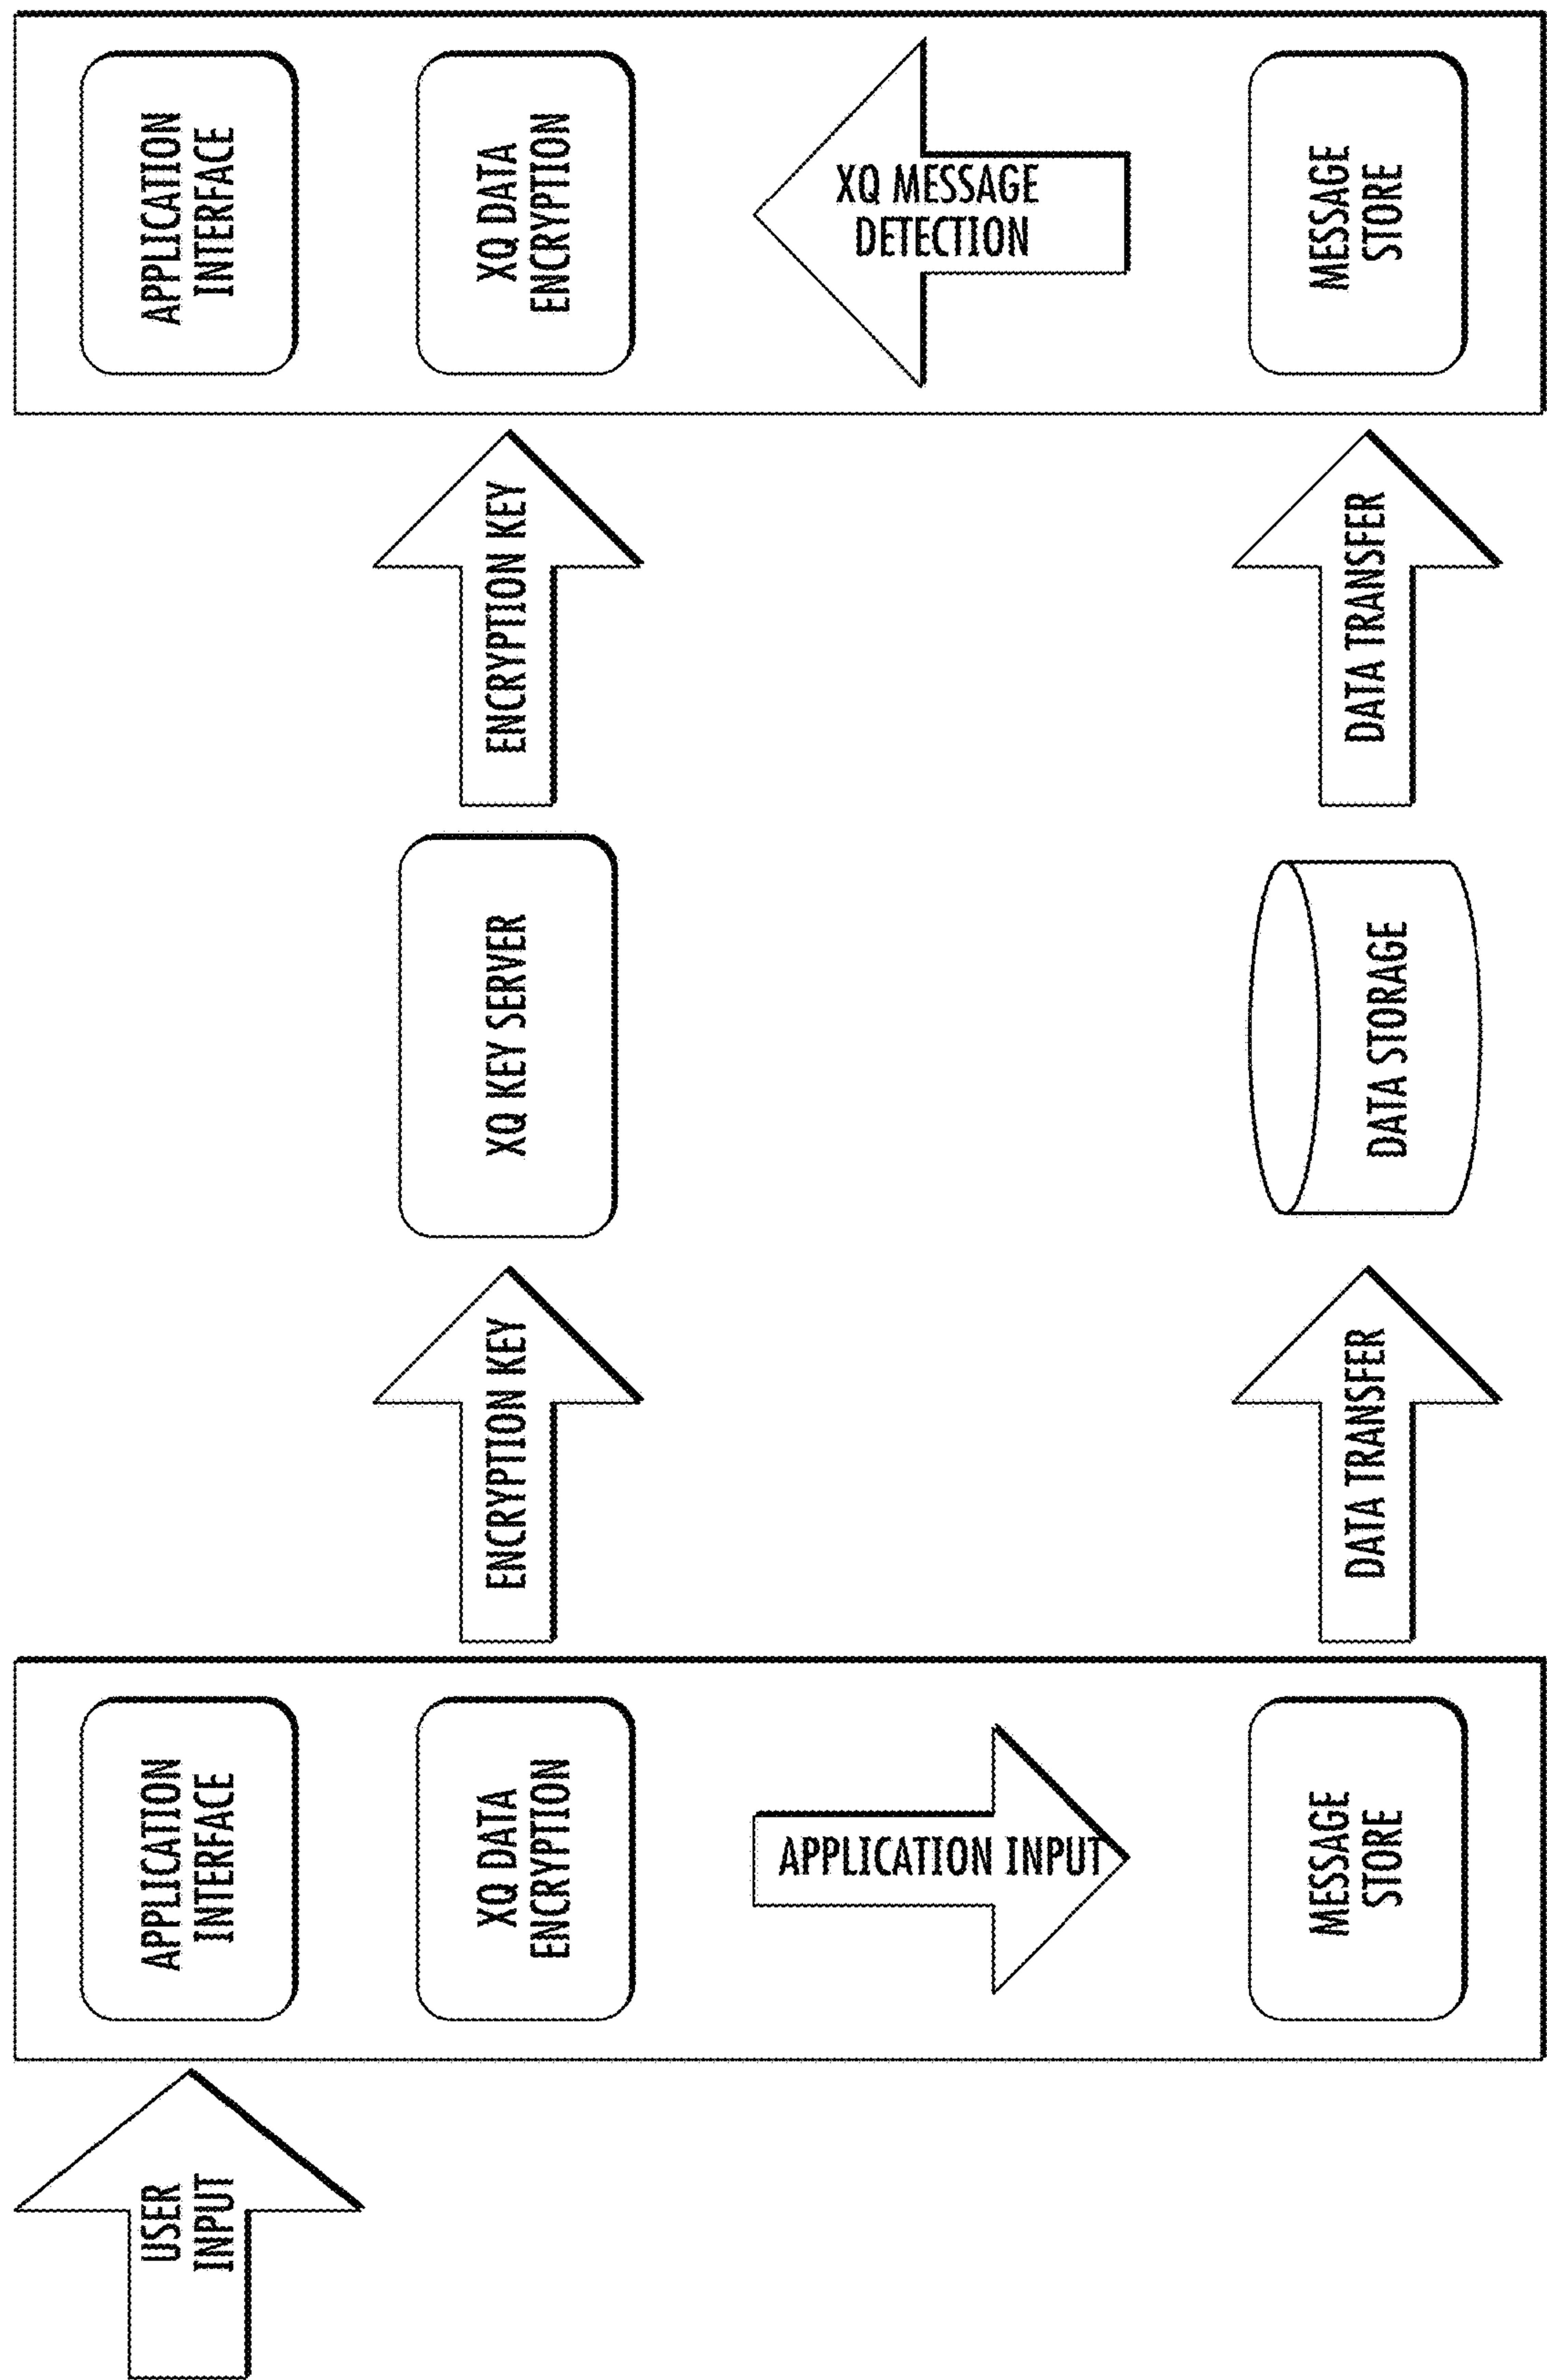 USER
INPUT
APPLICATION
INTERFACE
XQ DATA
ENCRYPTION
APPLICATION INPUT
MESSAGE
STORE
ENCRYPTION KEY
DATA TRANSFER
XQ KEY SERVER
DATA STORAGE
ENCRYPTION KEY
DATA TRANSFER
APPLICATION
INTERFACE
XQ DATA
ENCRYPTION
XQ MESSAGE
DETECTION
MESSAGE
STORE